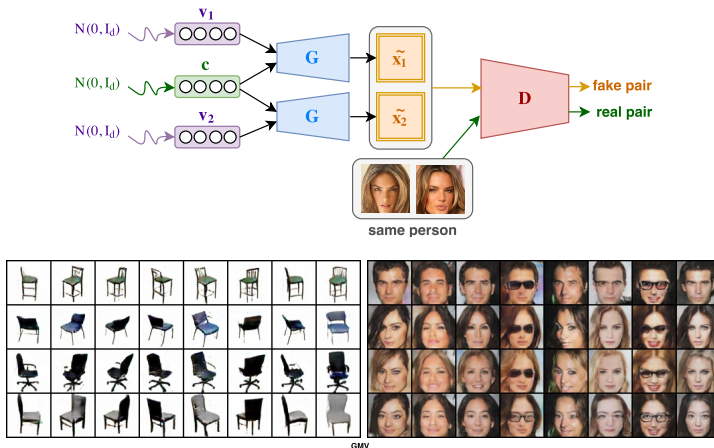 v₁
N(0, I_d)
G
x̃₁
c
N(0, I_d)
D
fake pair
real pair
v₂
N(0, I_d)
G
x̃₂
same person
GMV